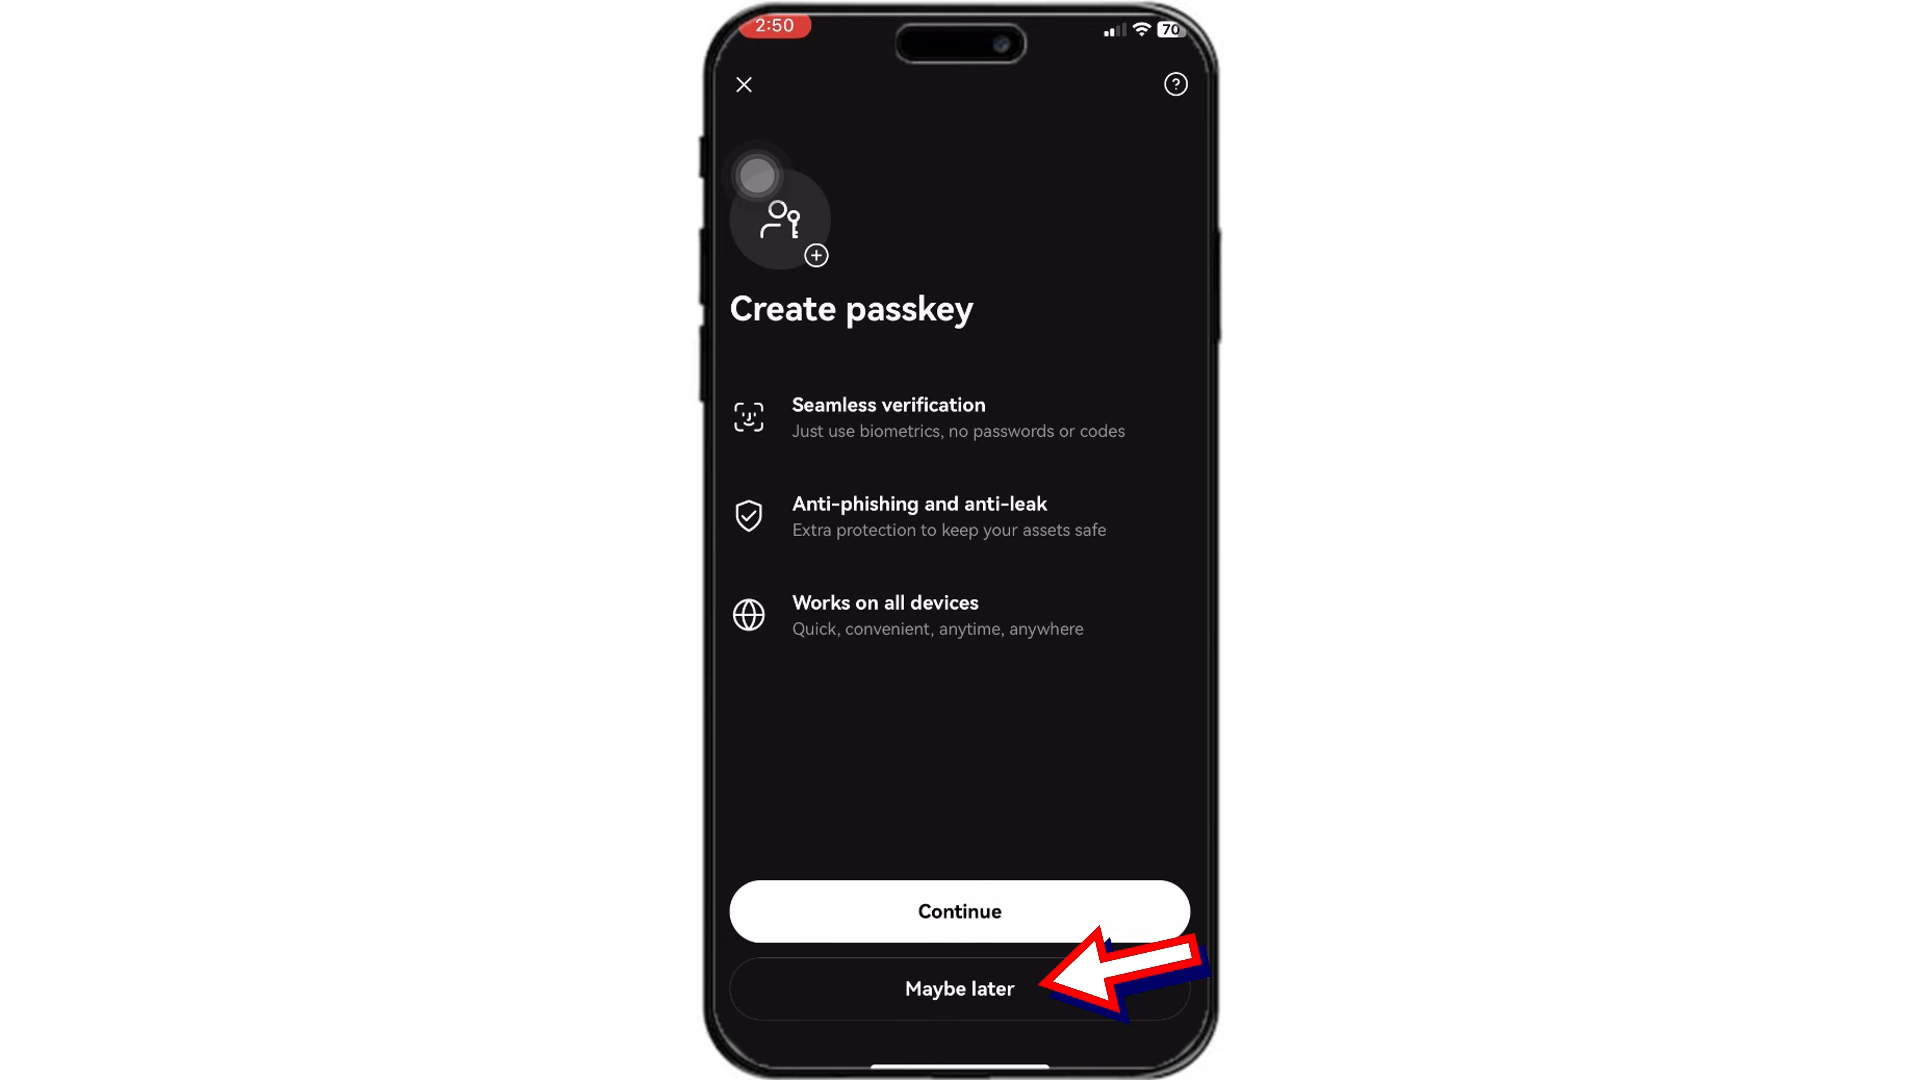 2:50
70
Create passkey
Seamless verification
Just use biometrics, no passwords or codes
Anti-phishing and anti-leak
Extra protection to keep your assets safe
Works on all devices
Quick, convenient, anytime, anywhere
Continue
Maybe later